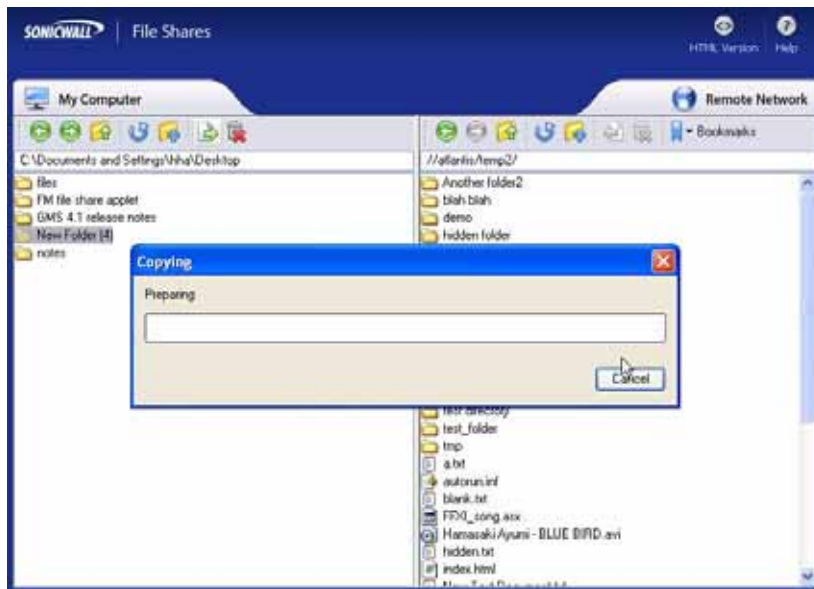 SONICWALL File Shares
HTML Version Help
My Computer
Remote Network
Bookmarks
C:\Documents and Settings\hha\Desktop
//atlantis/temp2/
files
FM file share applet
GMS 4.1 release notes
New Folder (4)
notes
Another folder2
blah blah
demo
hidden folder
Copying
Preparing
Cancel
test directory
test_folder
tmp
a.txt
autorun.inf
blank.txt
FFXI_song.asx
Hamasaki Ayumi - BLUE BIRD.avi
hidden.txt
index.html